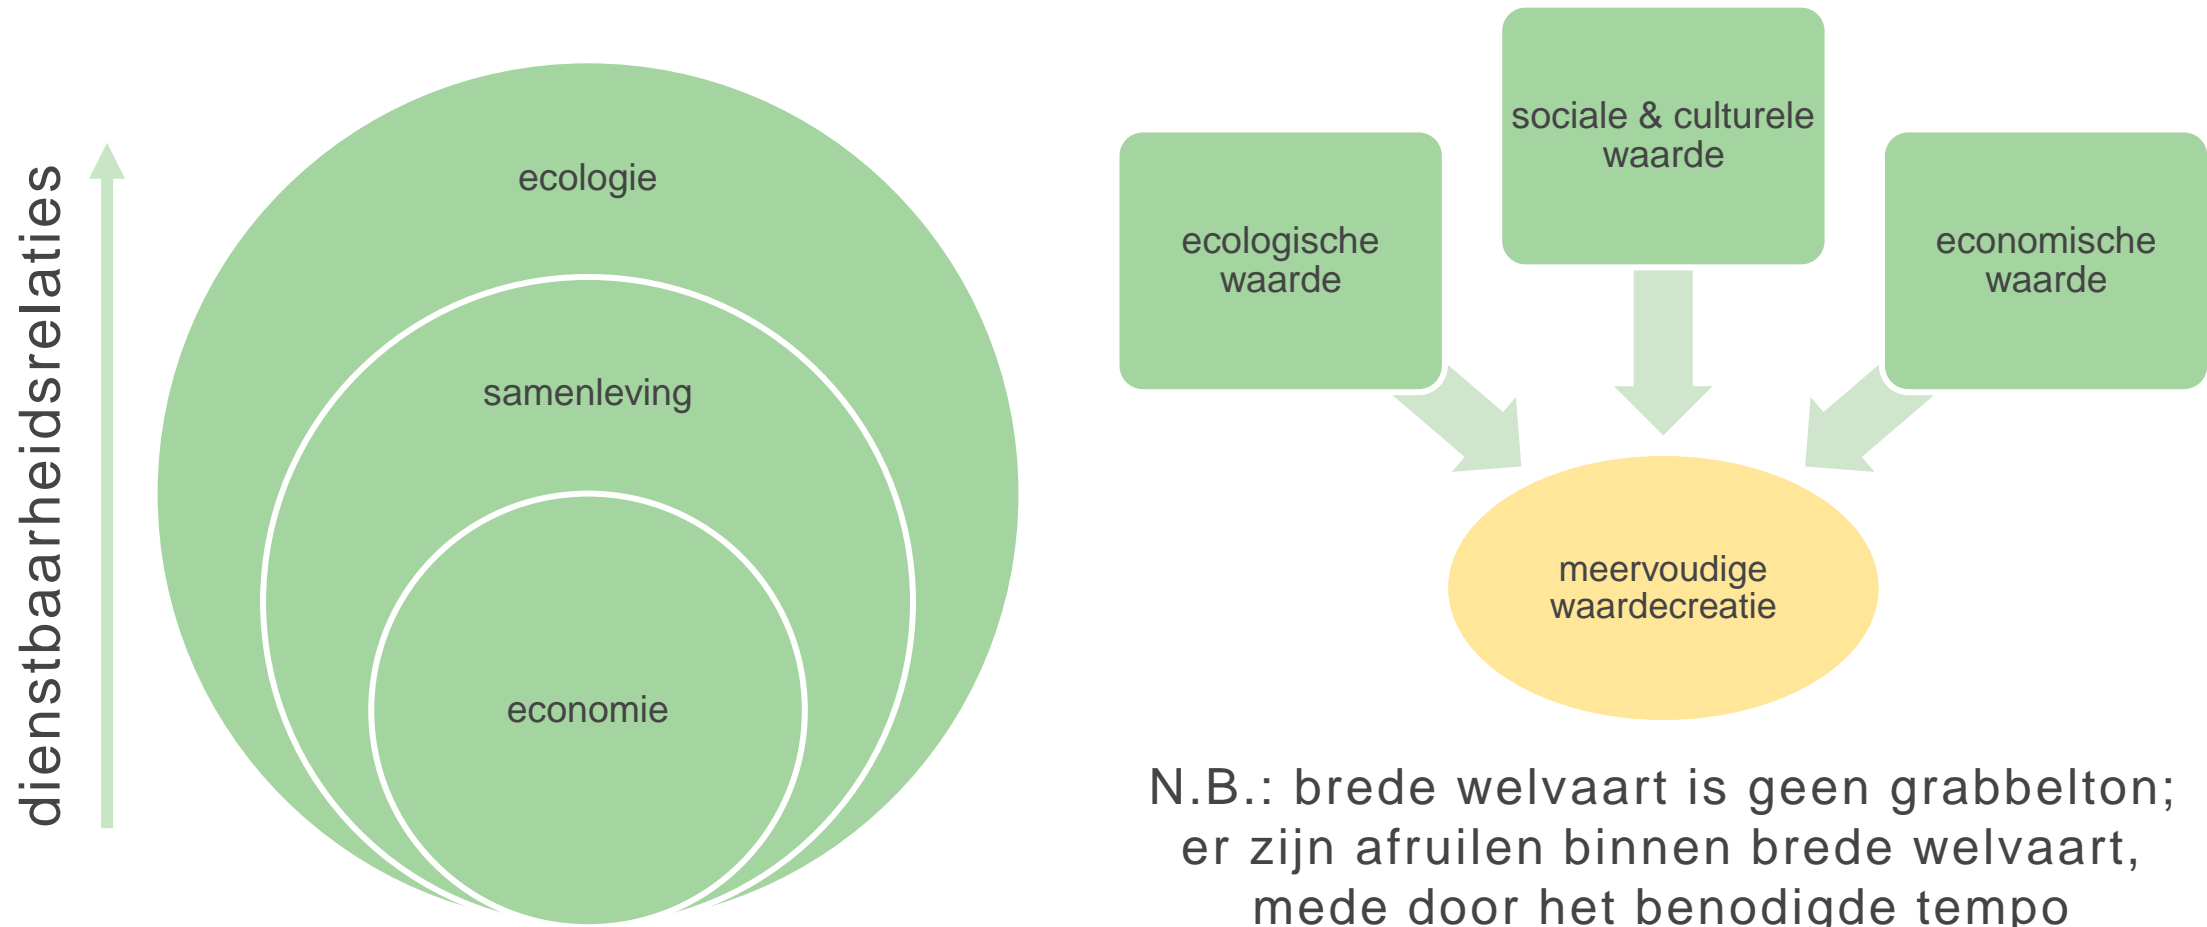 dienstbaarheidsrelaties
ecologie
samenleving
economie
sociale & culturele
waarde
ecologische
waarde
economische
waarde
meervoudige
waardecreatie
N.B.: brede welvaart is geen grabbelton;
er zijn afruilen binnen brede welvaart,
mede door het benodigde tempo